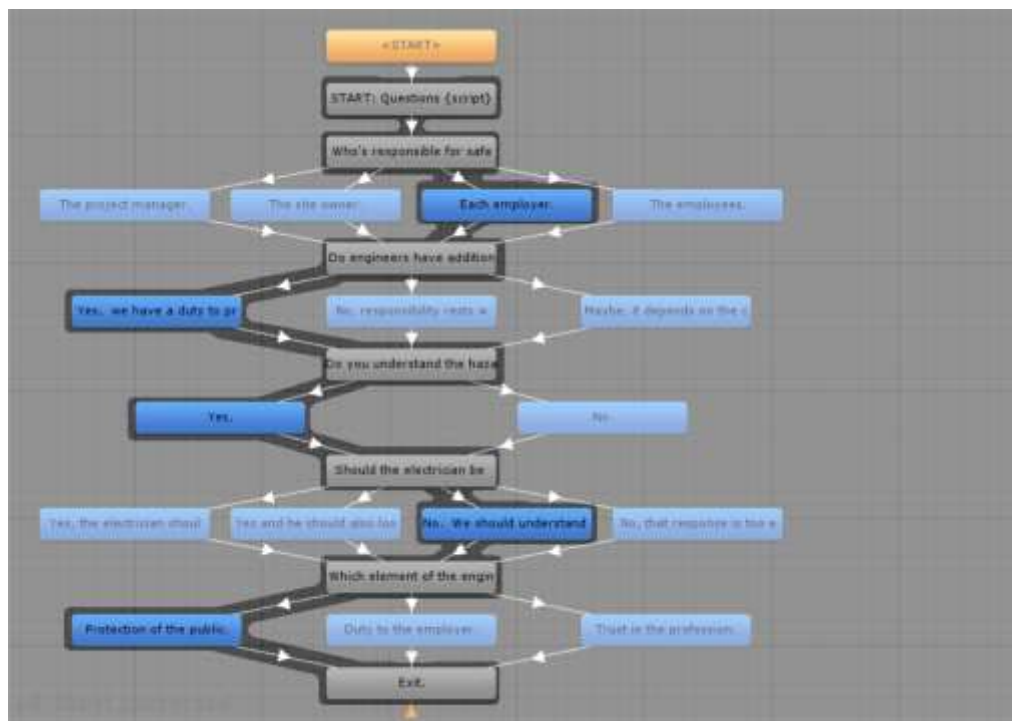 <START>
START: Questions {script}
Who's responsible for safe
The project manager.
The site owner.
Each employer.
The employees.
Do engineers have addition
Yes, we have a duty to pr
No, responsibility rests w
Maybe, it depends on the c
Do you understand the haza
Yes.
No.
Should the electrician be
Yes, the electrician shoul
Yes and he should also los
No. We should understand
No, that response is too e
Which element of the engin
Protection of the public.
Duty to the employer.
Trust in the profession.
Exit.